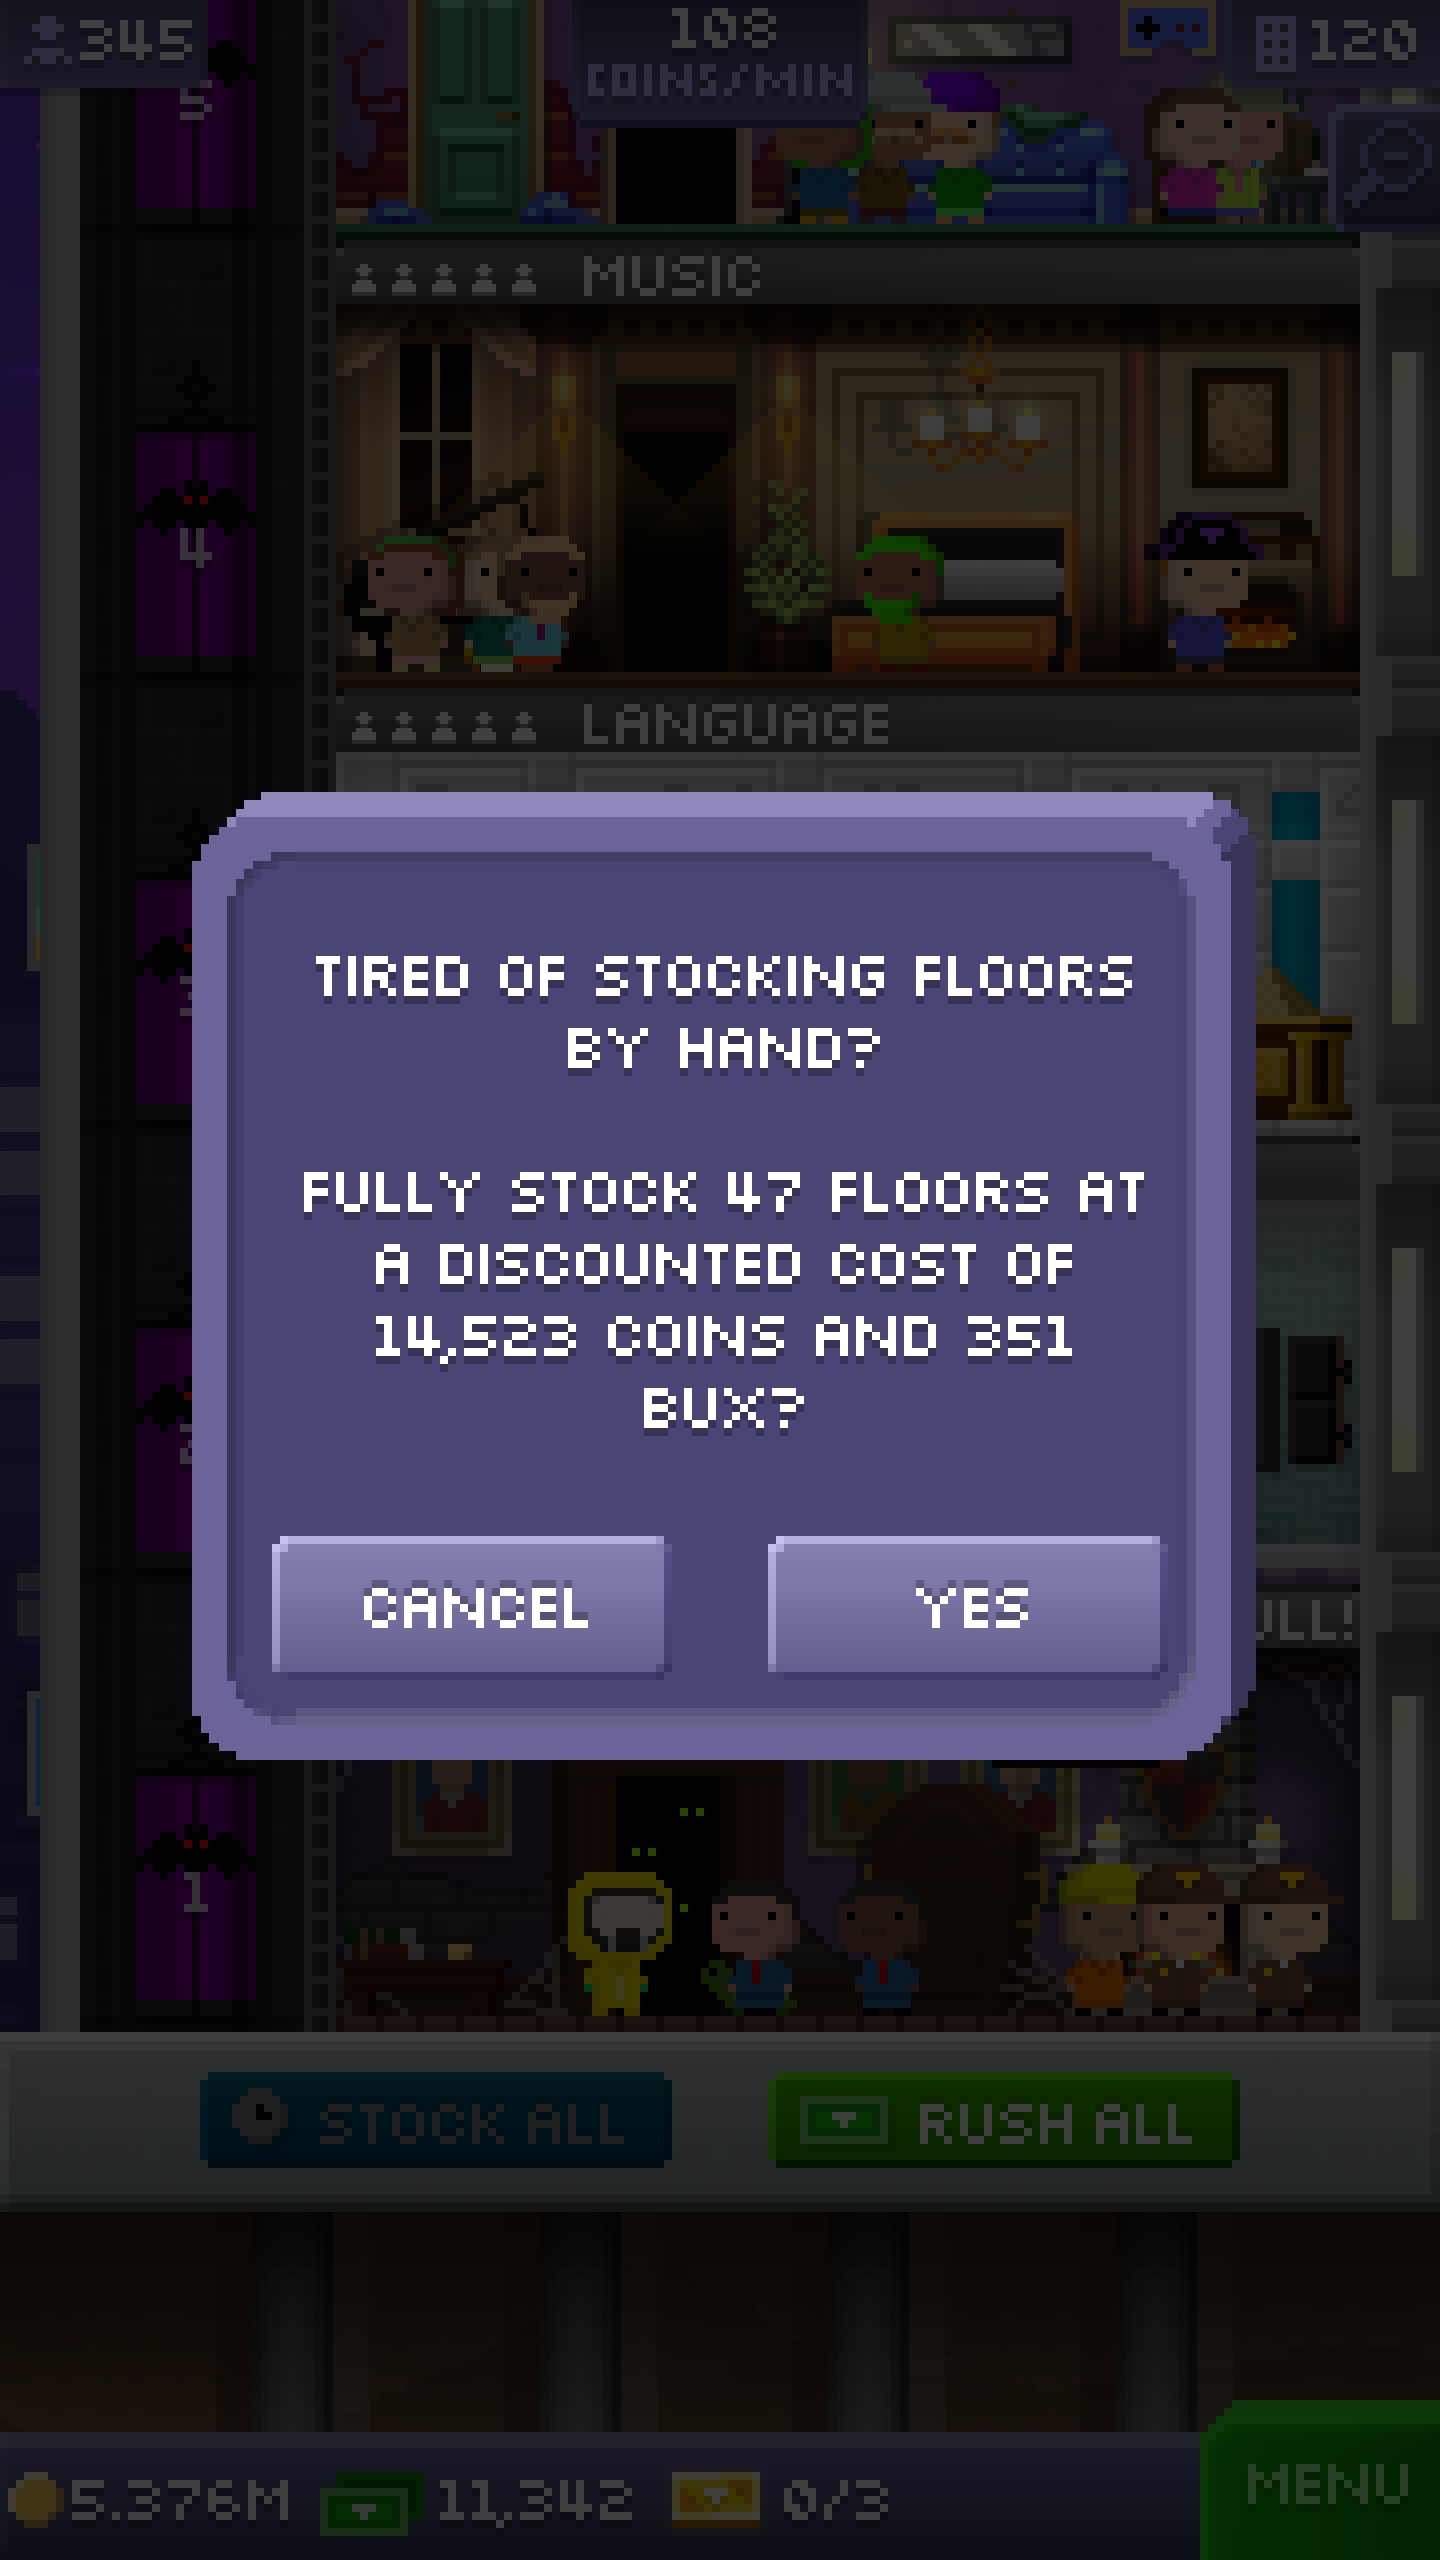 345
108
COINS/MIN
120
5
MUSIC
4
LANGUAGE
TIRED OF STOCKING FLOORS
BY HAND?
FULLY STOCK 47 FLOORS AT
A DISCOUNTED COST OF
14,523 COINS AND 351
BUX?
CANCEL
YES
1
STOCK ALL
RUSH ALL
5.376M
11,342
0/3
MENU